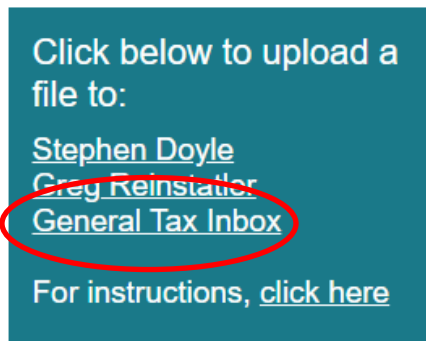 Click below to upload a
file to:
Stephen Doyle
Greg Reinstatler
General Tax Inbox
For instructions, click here